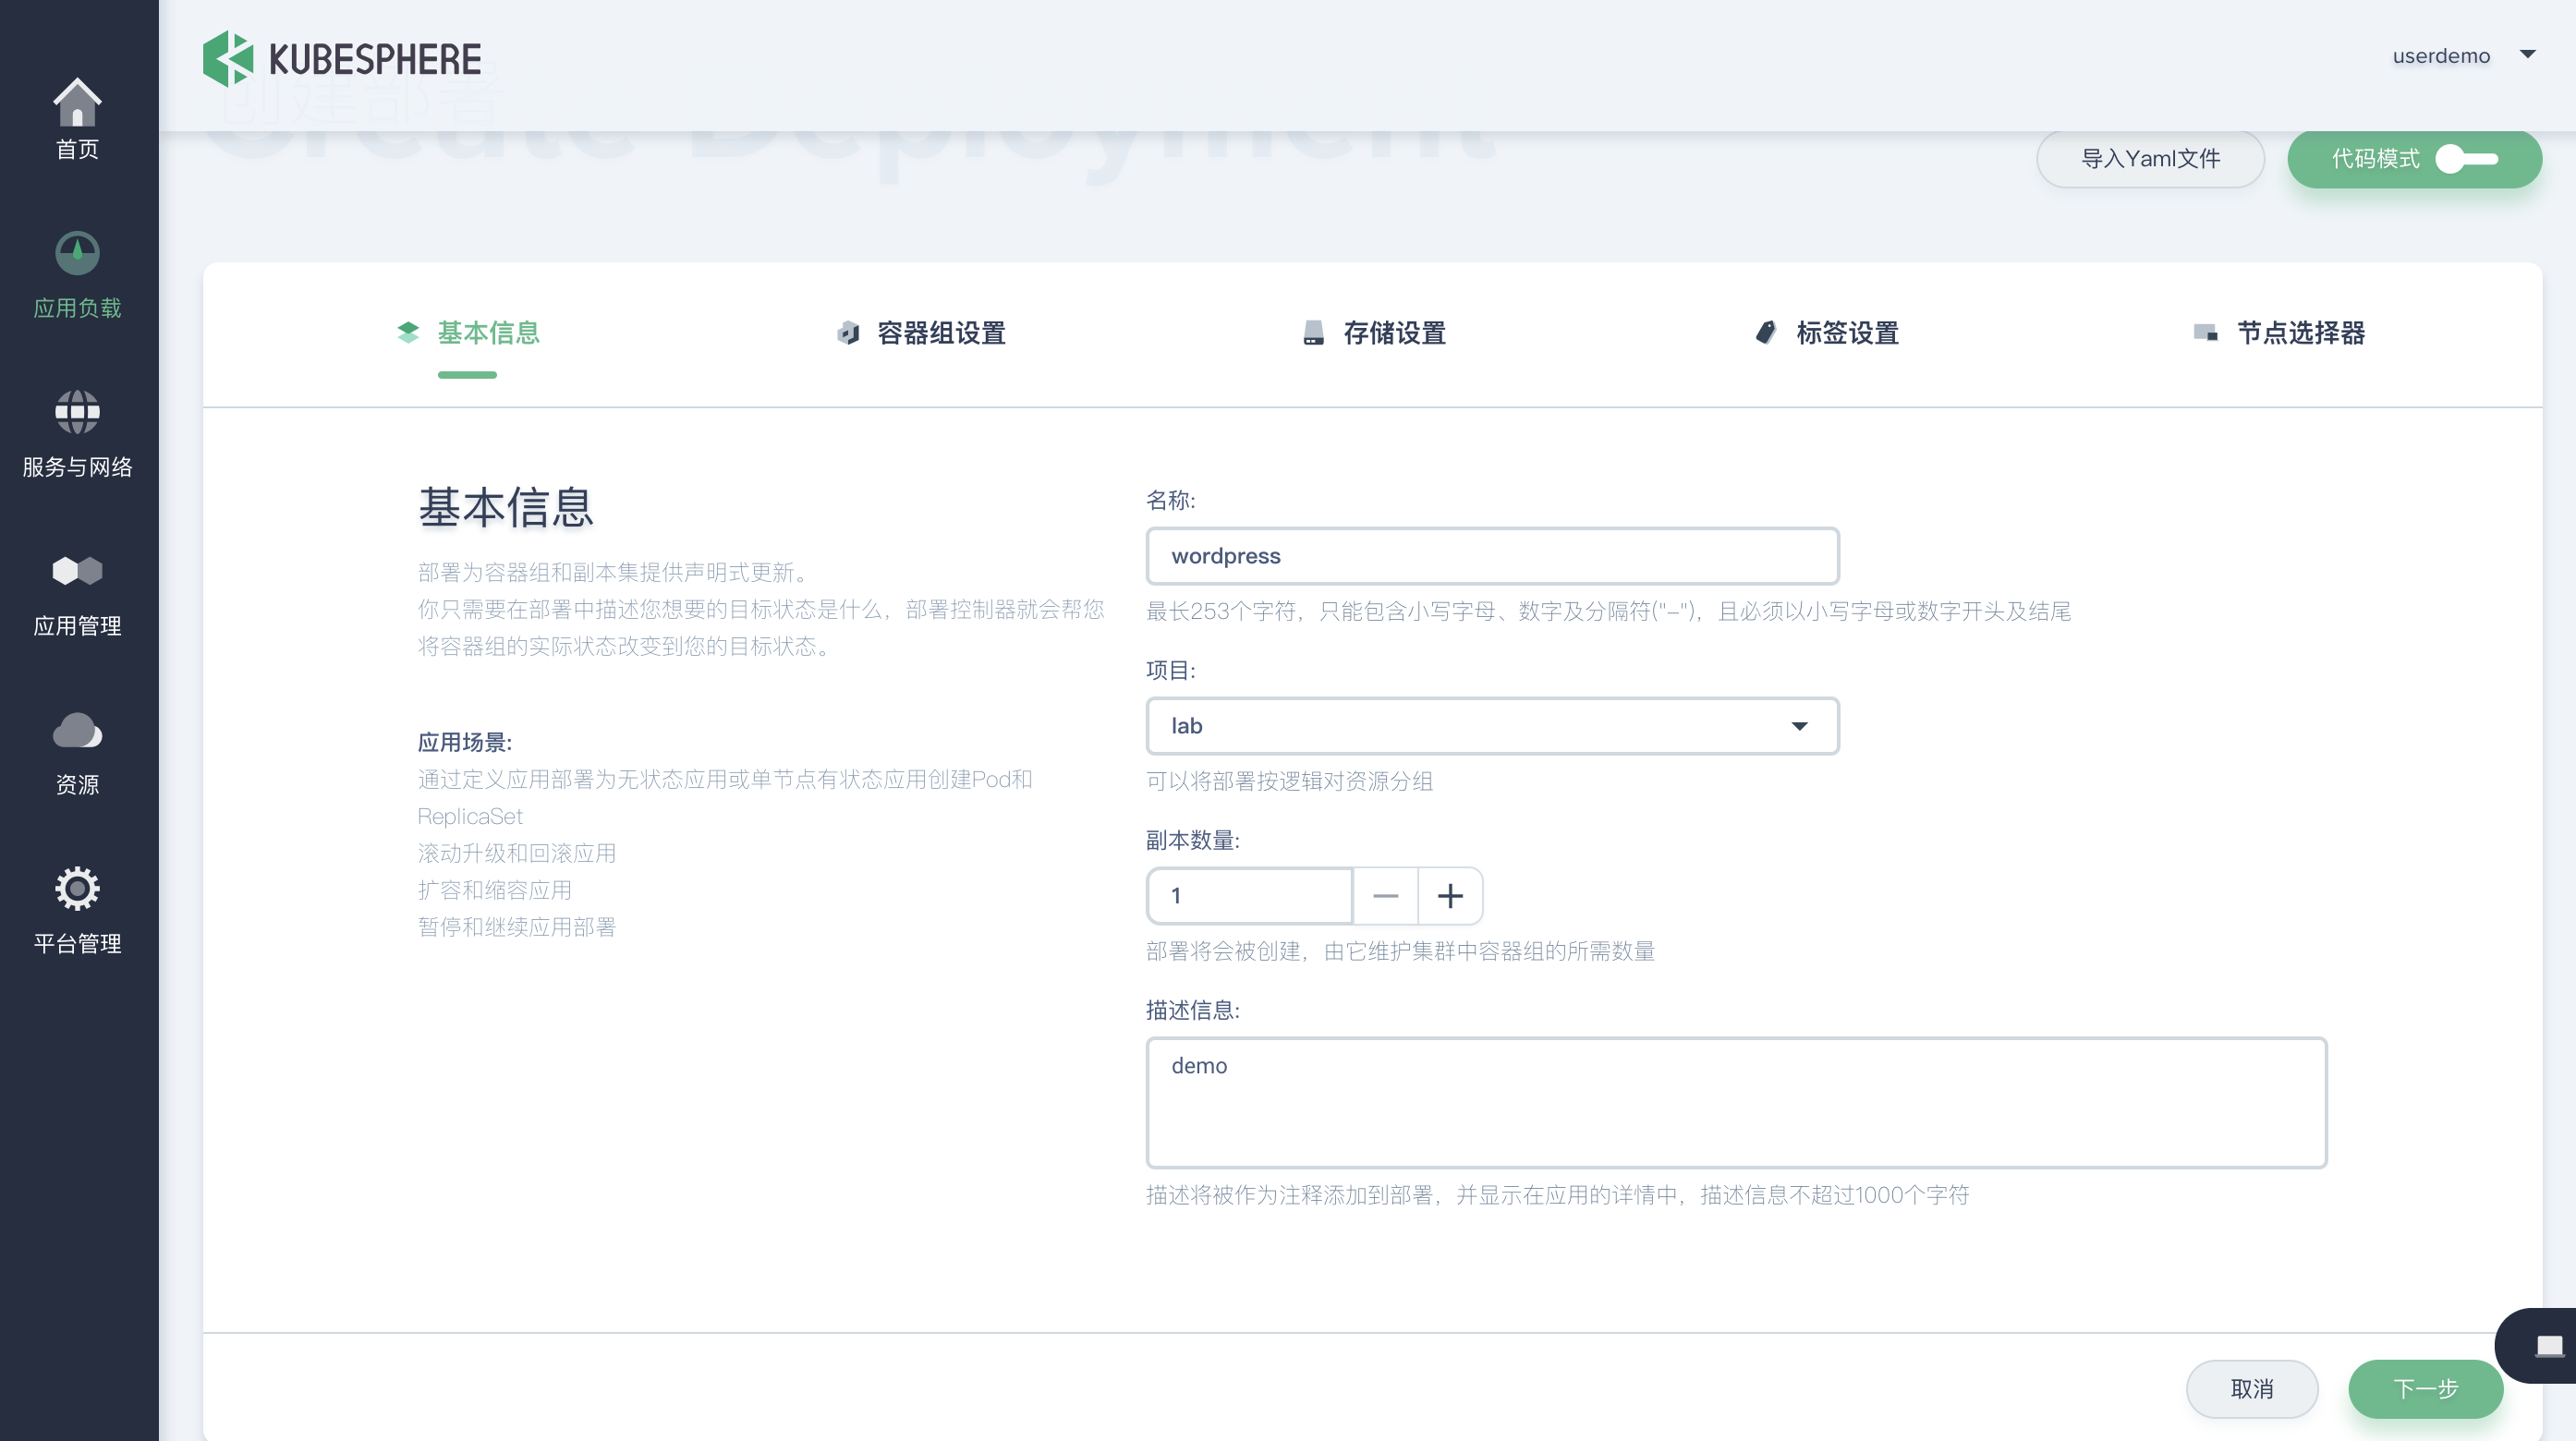 KUBESPHERE
userdemo
创建部署
Create Deployment
导入Yaml文件
代码模式
首页
应用负载
服务与网络
应用管理
资源
平台管理
基本信息
容器组设置
存储设置
标签设置
节点选择器
基本信息
部署为容器组和副本集提供声明式更新。
你只需要在部署中描述您想要的目标状态是什么，部署控制器就会帮您
将容器组的实际状态改变到您的目标状态。
应用场景:
通过定义应用部署为无状态应用或单节点有状态应用创建Pod和
ReplicaSet
滚动升级和回滚应用
扩容和缩容应用
暂停和继续应用部署
名称:
wordpress
最长253个字符，只能包含小写字母、数字及分隔符("-")，且必须以小写字母或数字开头及结尾
项目:
lab
可以将部署按逻辑对资源分组
副本数量:
1
部署将会被创建，由它维护集群中容器组的所需数量
描述信息:
demo
描述将被作为注释添加到部署，并显示在应用的详情中，描述信息不超过1000个字符
取消
下一步